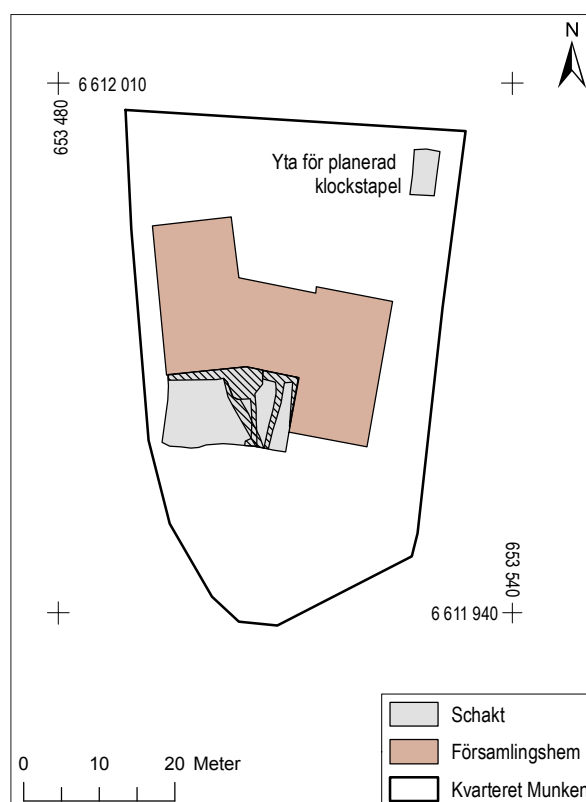 N
6 612 010
653 480
Yta för planerad
klockstapel
653 540
6 611 940
0 10 20 Meter
Schakt
Församlingshem
Kvarteret Munken